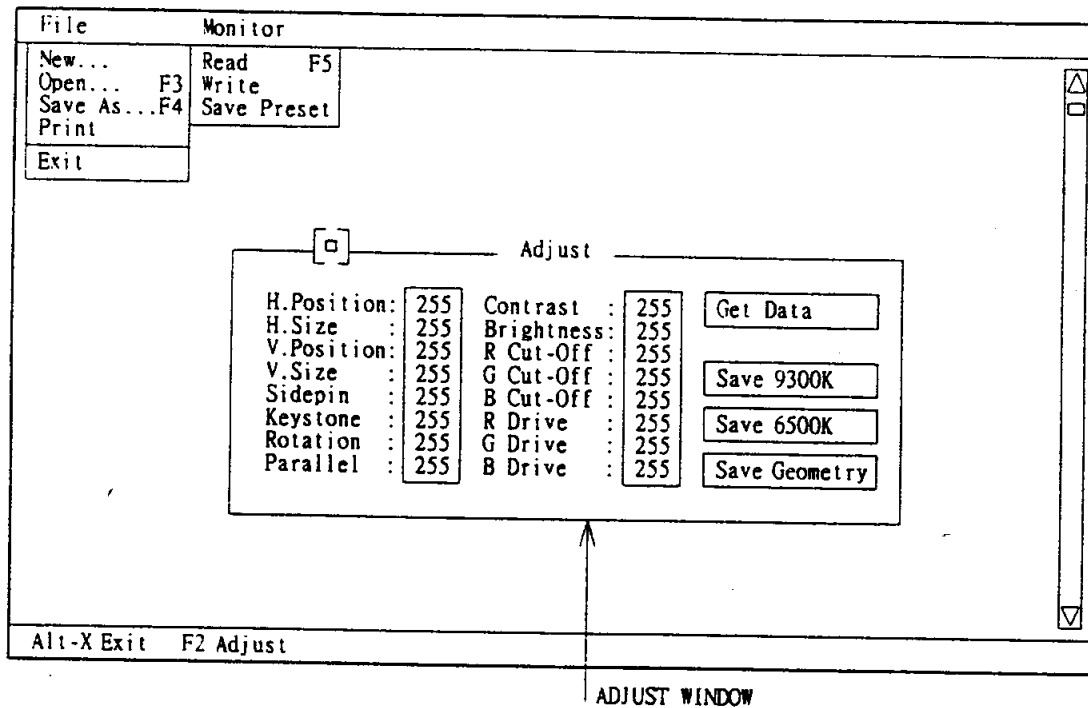 File Monitor
New...
Open... F3
Save As...F4
Print
Exit
Read F5
Write
Save Preset
Adjust
H.Position: 255
H.Size : 255
V.Position: 255
V.Size : 255
Sidepin : 255
Keystone : 255
Rotation : 255
Parallel : 255
Contrast : 255
Brightness: 255
R Cut-Off : 255
G Cut-Off : 255
B Cut-Off : 255
R Drive : 255
G Drive : 255
B Drive : 255
Get Data
Save 9300K
Save 6500K
Save Geometry
Alt-X Exit F2 Adjust
ADJUST WINDOW